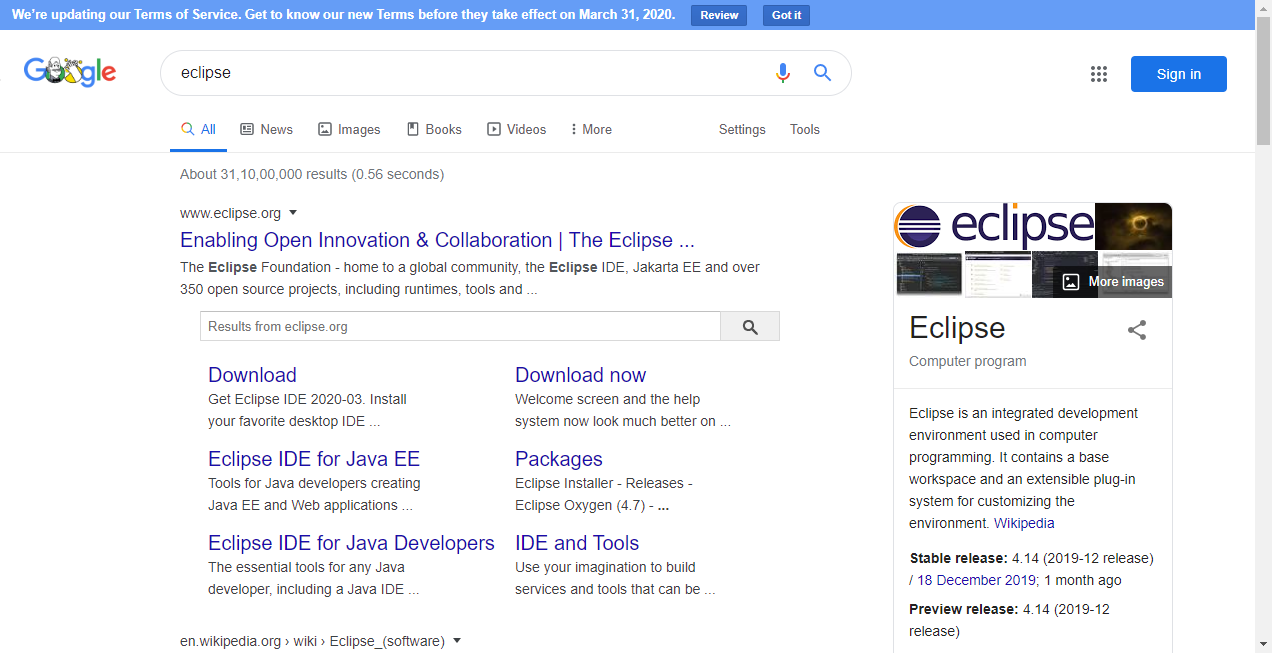 We're updating our Terms of Service. Get to know our new Terms before they take effect on March 31, 2020. Review Got it
Google
eclipse
Sign in
All News Images Books Videos More Settings Tools
About 31,10,00,000 results (0.56 seconds)
www.eclipse.org
Enabling Open Innovation & Collaboration | The Eclipse ...
The Eclipse Foundation - home to a global community, the Eclipse IDE, Jakarta EE and over
350 open source projects, including runtimes, tools and ...
Results from eclipse.org
Download
Get Eclipse IDE 2020-03. Install
your favorite desktop IDE ...
Download now
Welcome screen and the help
system now look much better on ...
Eclipse IDE for Java EE
Tools for Java developers creating
Java EE and Web applications ...
Packages
Eclipse Installer - Releases -
Eclipse Oxygen (4.7) - ...
Eclipse IDE for Java Developers
The essential tools for any Java
developer, including a Java IDE ...
IDE and Tools
Use your imagination to build
services and tools that can be ...
en.wikipedia.org › wiki › Eclipse_(software)
eclipse
More images
Eclipse
Computer program
Eclipse is an integrated development
environment used in computer
programming. It contains a base
workspace and an extensible plug-in
system for customizing the
environment. Wikipedia
Stable release: 4.14 (2019-12 release)
/ 18 December 2019; 1 month ago
Preview release: 4.14 (2019-12
release)